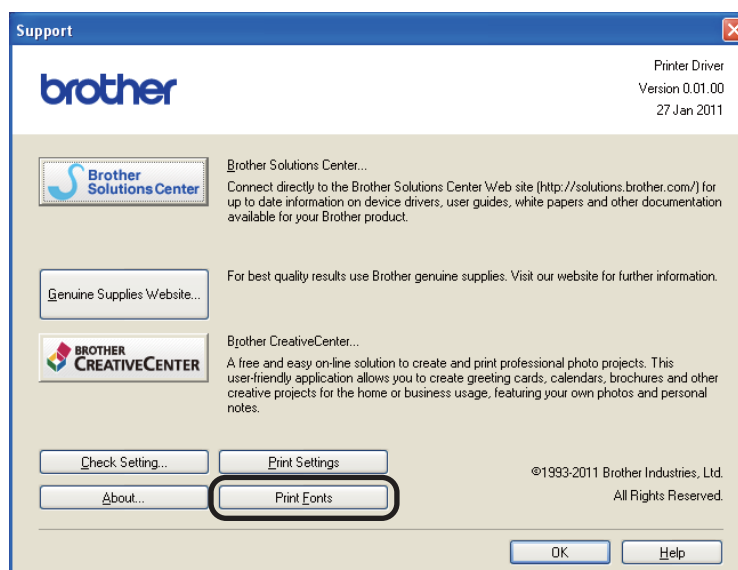 Support
brother
Printer Driver
Version 0.01.00
27 Jan 2011
Brother
Solutions Center
Brother Solutions Center...
Connect directly to the Brother Solutions Center Web site (http://solutions.brother.com/) for
up to date information on device drivers, user guides, white papers and other documentation
available for your Brother product.
Genuine Supplies Website...
For best quality results use Brother genuine supplies. Visit our website for further information.
BROTHER
CREATIVECENTER
Brother CreativeCenter...
A free and easy on-line solution to create and print professional photo projects. This
user-friendly application allows you to create greeting cards, calendars, brochures and other
creative projects for the home or business usage, featuring your own photos and personal
notes.
Check Setting...
Print Settings
About...
Print Fonts
©1993-2011 Brother Industries, Ltd.
All Rights Reserved.
OK
Help